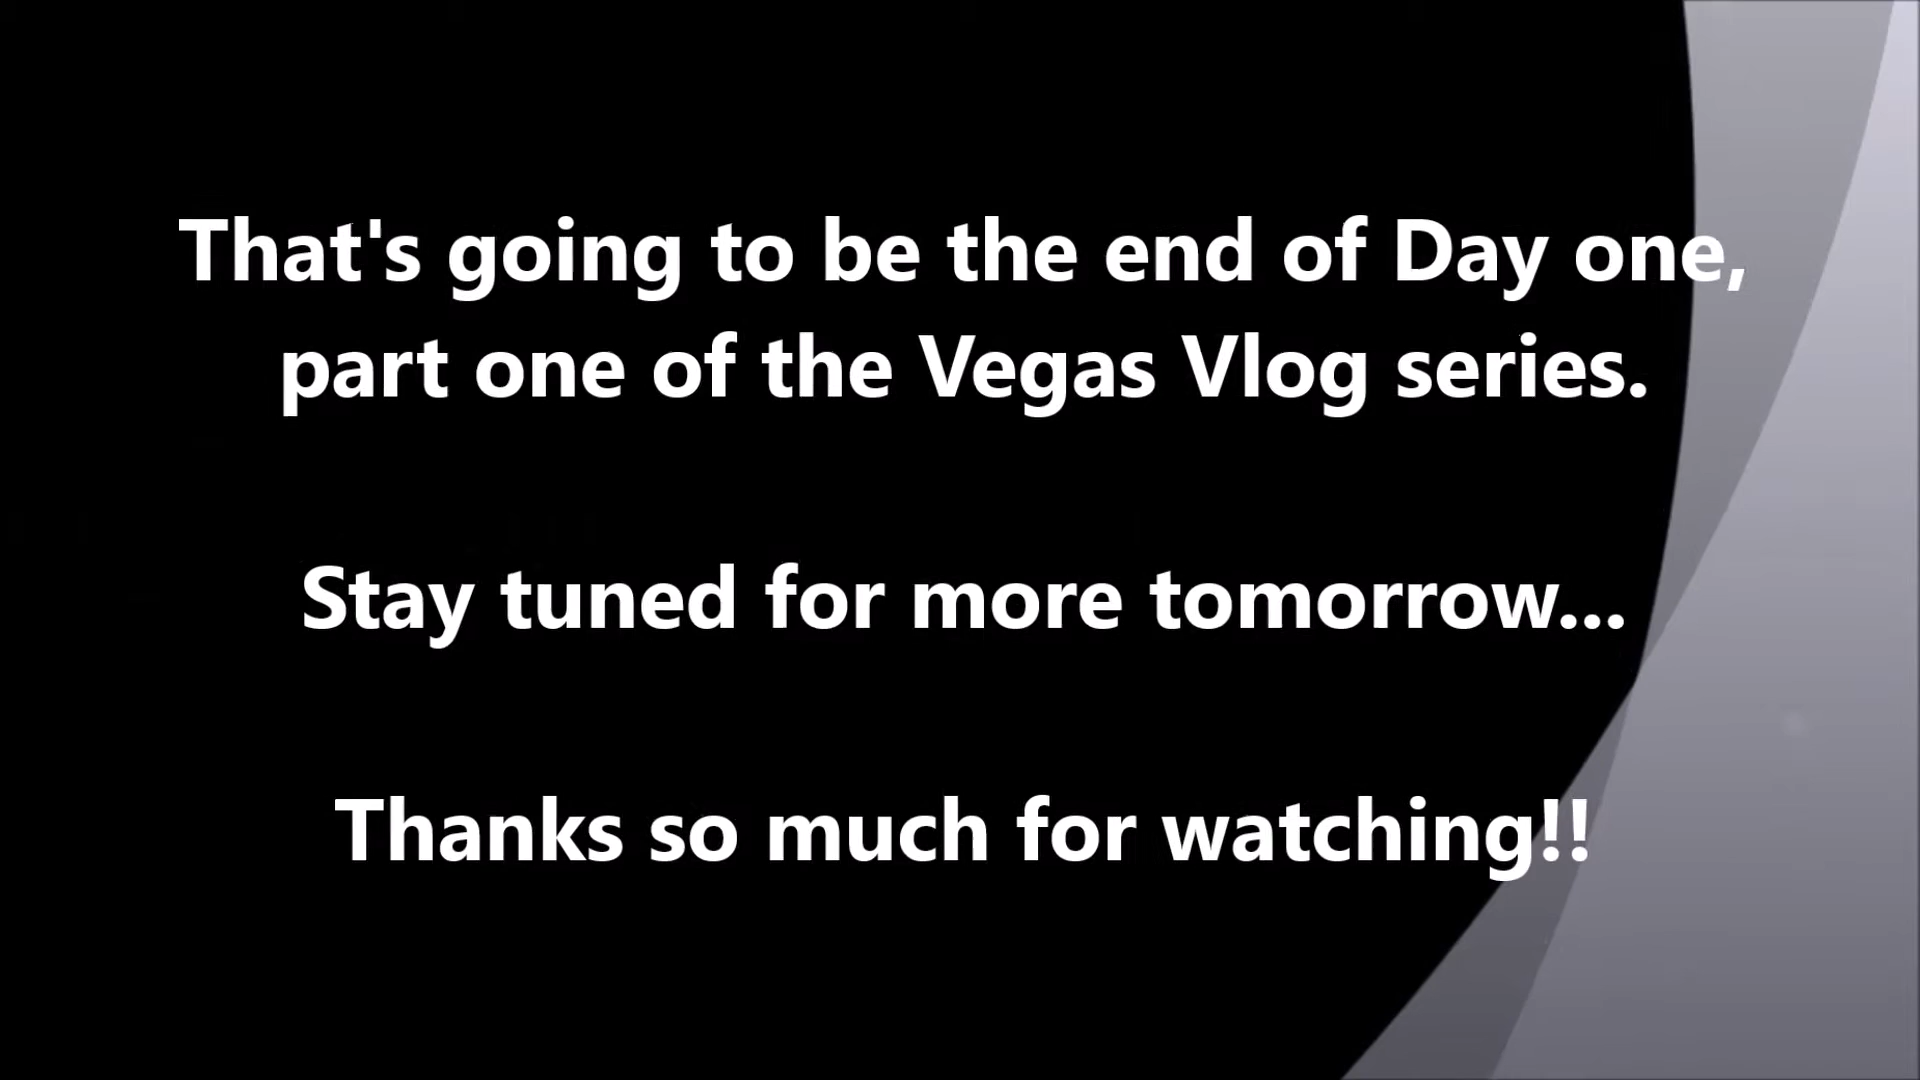 That's going to be the end of Day one,
part one of the Vegas Vlog series.
Stay tuned for more tomorrow...
Thanks so much for watching!!